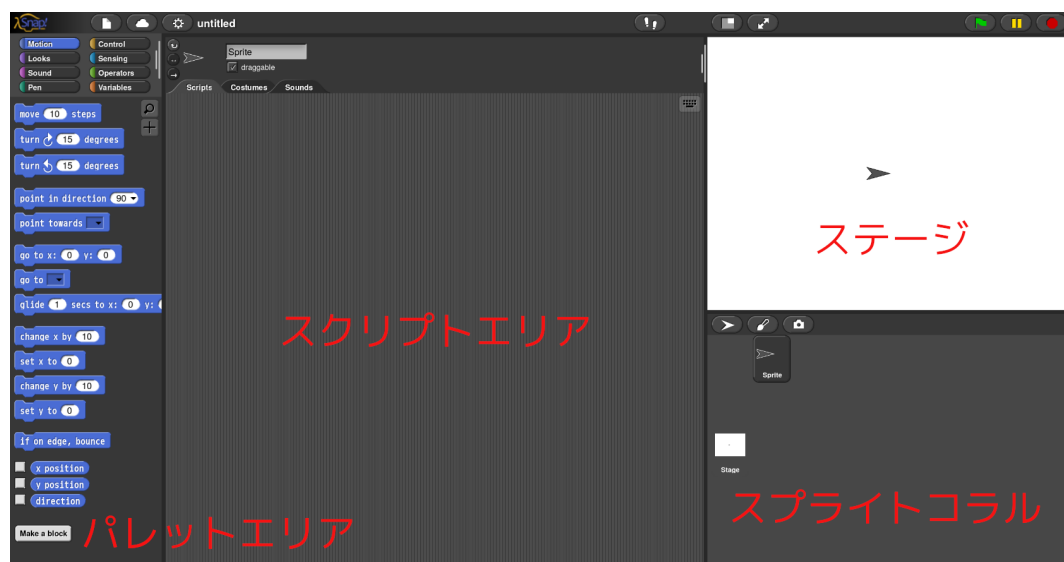 Snap!
untitled
Motion
Control
Looks
Sensing
Sound
Operators
Pen
Variables
Sprite
draggable
Scripts
Costumes
Sounds
move 10 steps
turn 15 degrees
turn 15 degrees
point in direction 90
point towards
go to x: 0 y: 0
go to
glide 1 secs to x: 0 y:
change x by 10
set x to 0
change y by 10
set y to 0
if on edge, bounce
x position
y position
direction
Make a block
パレットエリア
スクリプトエリア
ステージ
Sprite
Stage
スプライトコラル